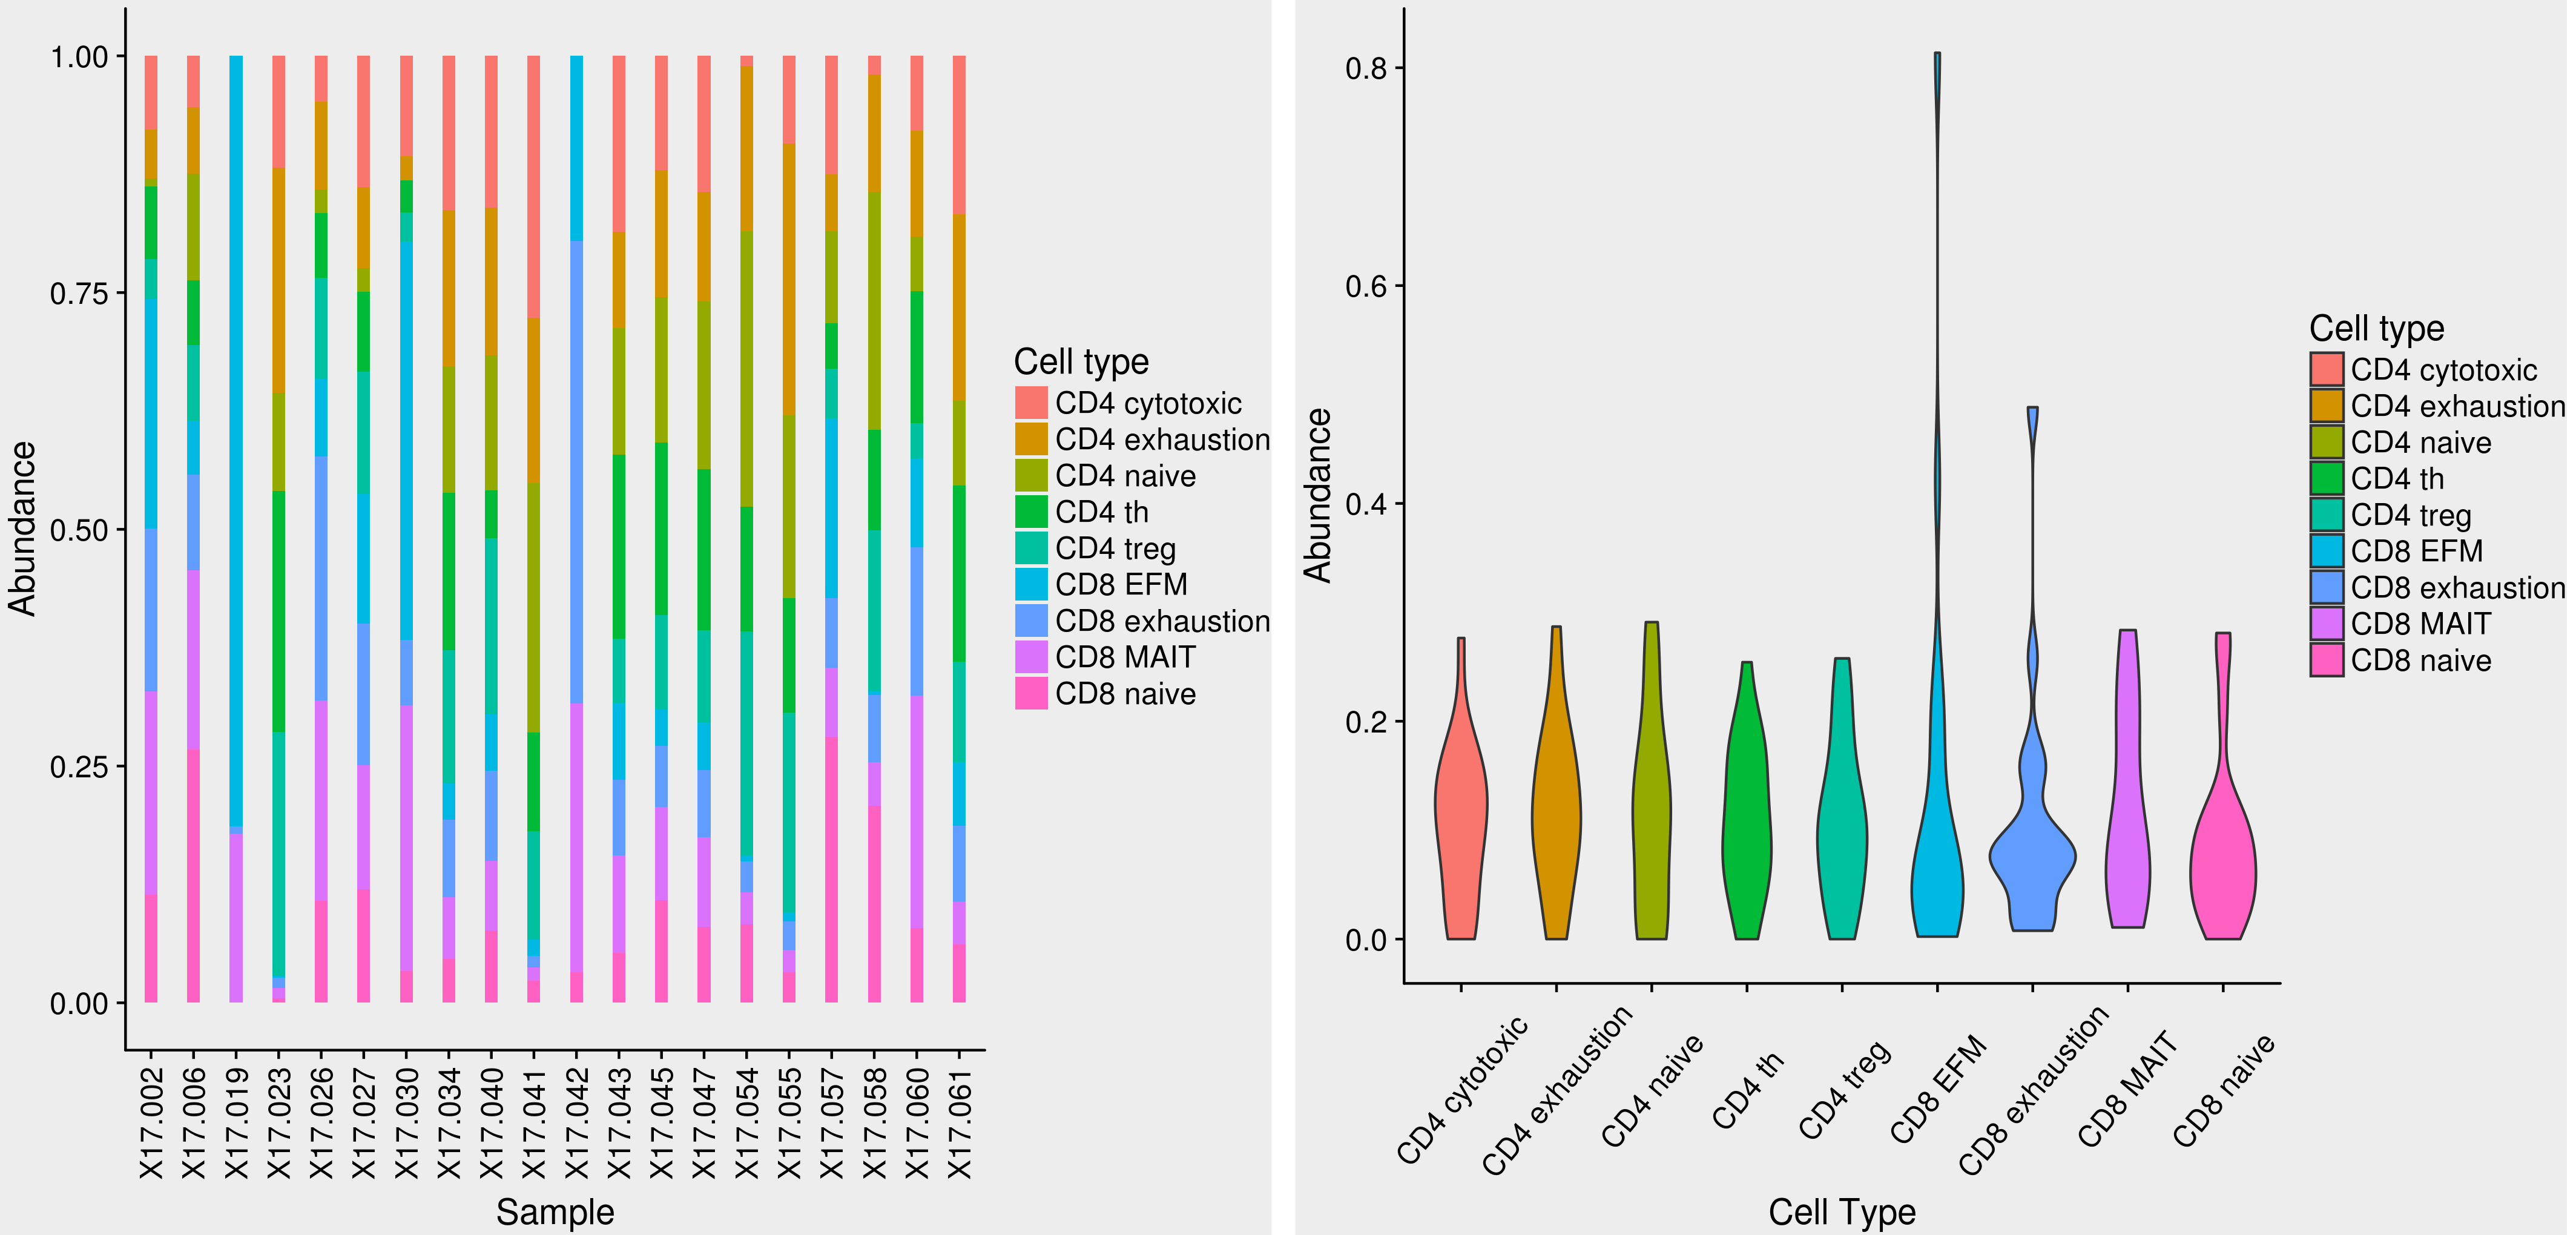 Abundance
1.00
0.75
0.50
0.25
0.00
X17.002
X17.006
X17.019
X17.023
X17.026
X17.027
X17.030
X17.034
X17.040
X17.041
X17.042
X17.043
X17.045
X17.047
X17.054
X17.055
X17.057
X17.058
X17.060
X17.061
Sample
Cell type
CD4 cytotoxic
CD4 exhaustion
CD4 naive
CD4 th
CD4 treg
CD8 EFM
CD8 exhaustion
CD8 MAIT
CD8 naive
Abundance
0.8
0.6
0.4
0.2
0.0
CD4 cytotoxic
CD4 exhaustion
CD4 naive
CD4 th
CD4 treg
CD8 EFM
CD8 exhaustion
CD8 MAIT
CD8 naive
Cell Type
Cell type
CD4 cytotoxic
CD4 exhaustion
CD4 naive
CD4 th
CD4 treg
CD8 EFM
CD8 exhaustion
CD8 MAIT
CD8 naive